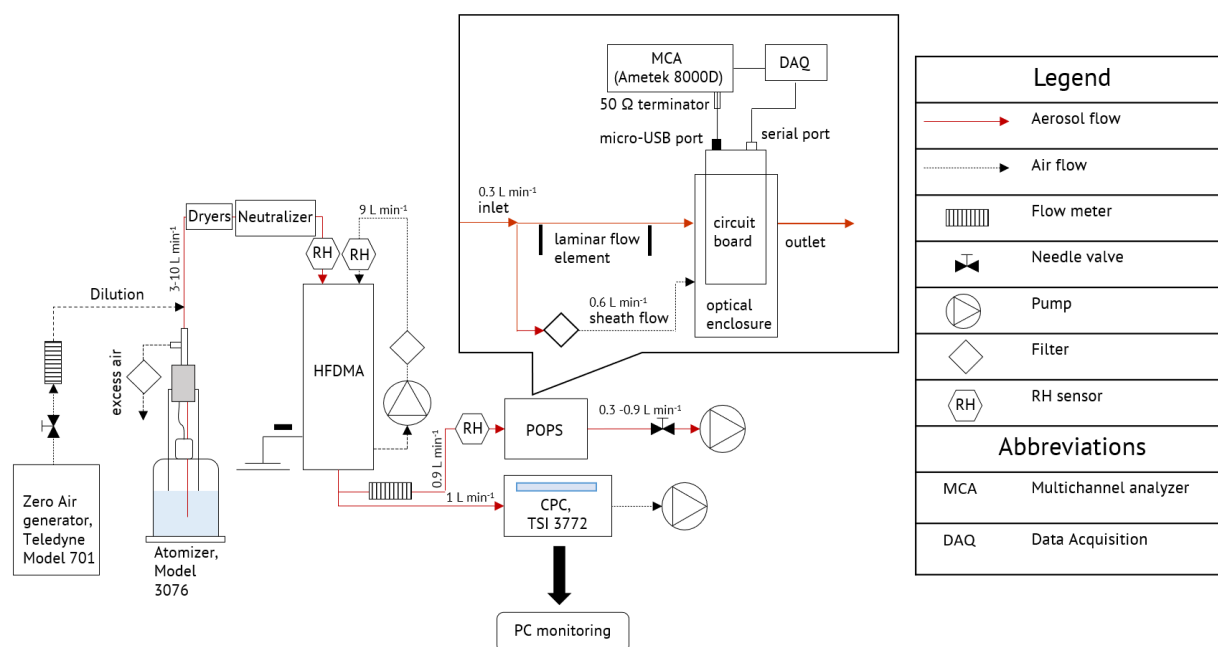 MCA
(Ametek 8000D)
DAQ
50 Ω terminator
micro-USB port
serial port
0.3 L min⁻¹
inlet
laminar flow
element
circuit
board
outlet
0.6 L min⁻¹
sheath flow
optical
enclosure
Dryers
Neutralizer
9 L min⁻¹
RH
RH
3-10 L min⁻¹
Dilution
excess air
HFDMA
Zero Air
generator,
Teledyne
Model 701
Atomizer,
Model
3076
RH
0.9 L min⁻¹
POPS
0.3 -0.9 L min⁻¹
1 L min⁻¹
CPC,
TSI 3772
PC monitoring
Legend
Aerosol flow
Air flow
Flow meter
Needle valve
Pump
Filter
RH RH sensor
Abbreviations
MCA Multichannel analyzer
DAQ Data Acquisition